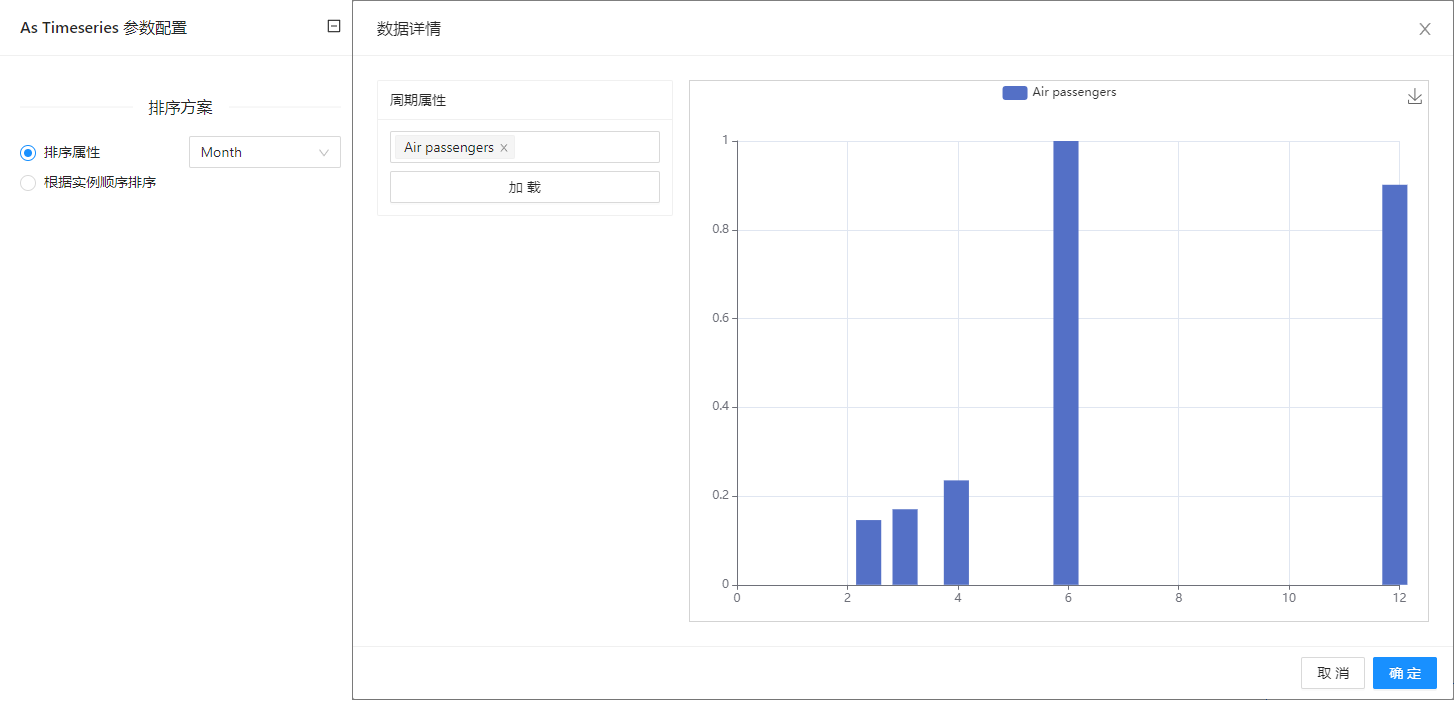 As Timeseries 参数配置
排序方案
排序属性
Month
根据实例顺序排序
数据详情
周期属性
Air passengers
加 载
Air passengers
1
0.8
0.6
0.4
0.2
0
0 2 4 6 8 10 12
取 消
确 定